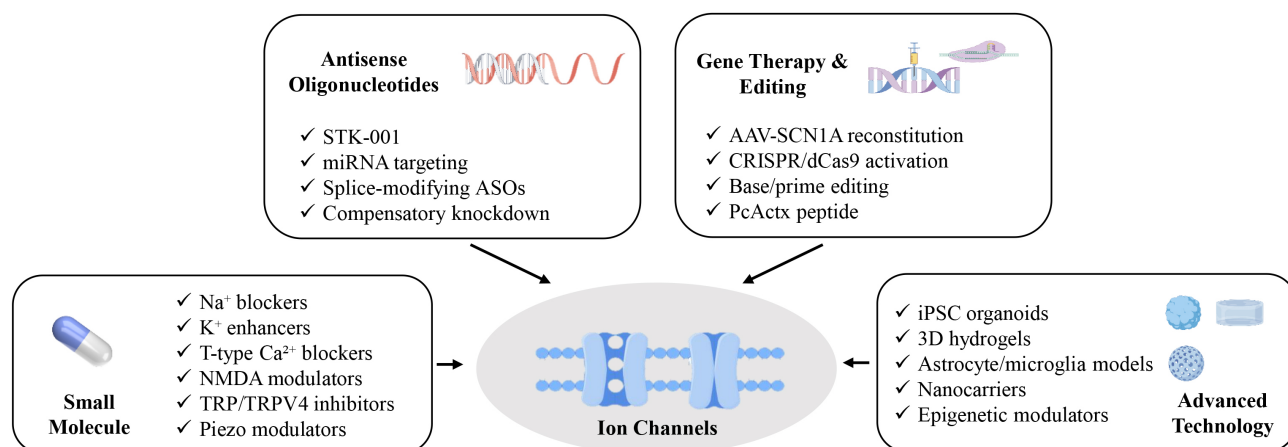 Antisense
Oligonucleotides
✓ STK-001
✓ miRNA targeting
✓ Splice-modifying ASOs
✓ Compensatory knockdown
Gene Therapy &
Editing
✓ AAV-SCN1A reconstitution
✓ CRISPR/dCas9 activation
✓ Base/prime editing
✓ PcActx peptide
Small
Molecule
✓ Na⁺ blockers
✓ K⁺ enhancers
✓ T-type Ca²⁺ blockers
✓ NMDA modulators
✓ TRP/TRPV4 inhibitors
✓ Piezo modulators
Ion Channels
✓ iPSC organoids
✓ 3D hydrogels
✓ Astrocyte/microglia models
✓ Nanocarriers
✓ Epigenetic modulators
Advanced
Technology